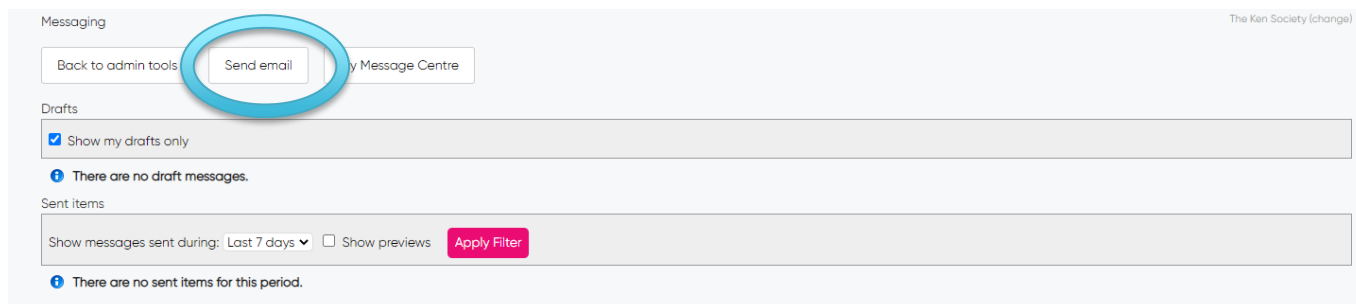 Messaging
The Ken Society (change)
Back to admin tools
Send email
y Message Centre
Drafts
Show my drafts only
There are no draft messages.
Sent items
Show messages sent during: Last 7 days Show previews Apply Filter
There are no sent items for this period.